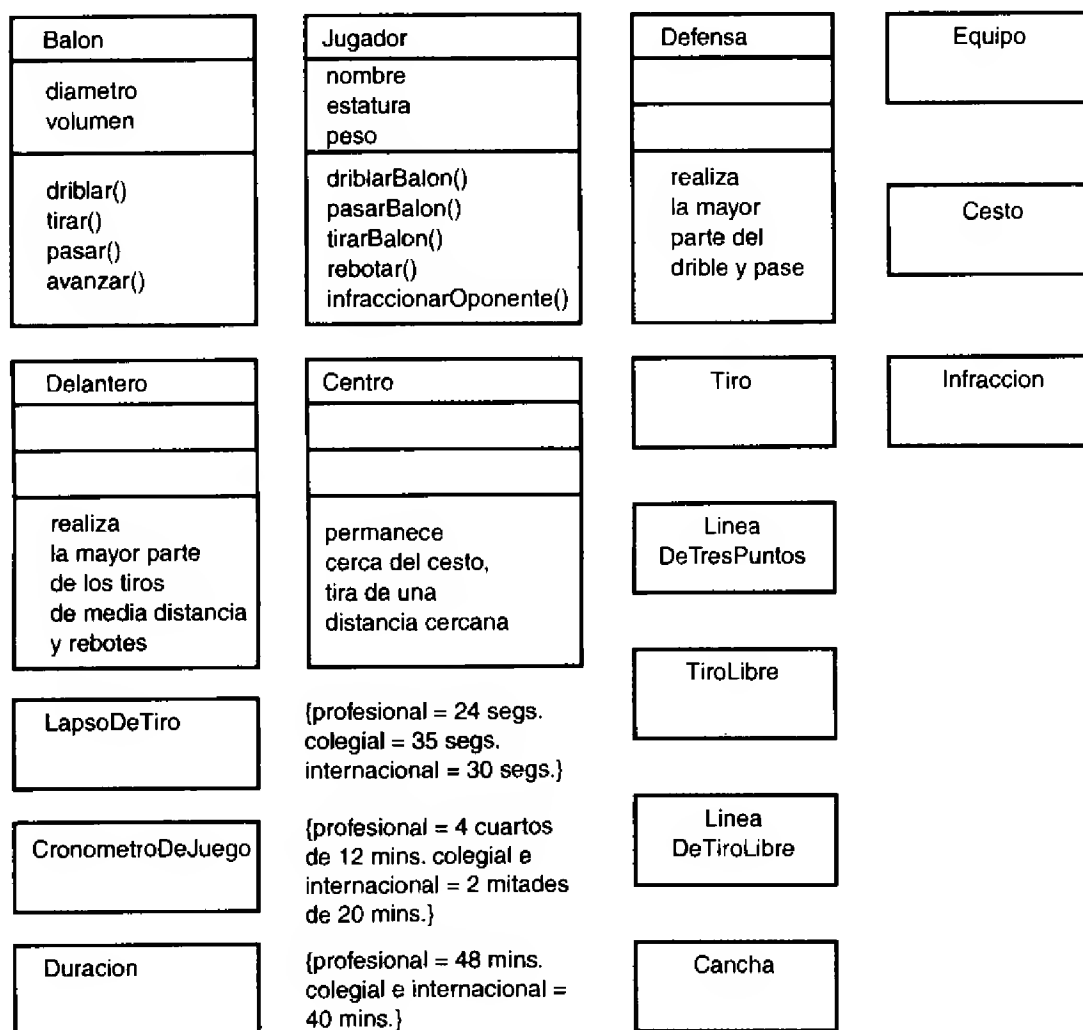 Balon
diametro
volumen
driblar()
tirar()
pasar()
avanzar()
Jugador
nombre
estatura
peso
driblarBalon()
pasarBalon()
tirarBalon()
rebotar()
infraccionarOponente()
Defensa
realiza
la mayor
parte del
drible y pase
Equipo
Cesto
Delantero
realiza
la mayor parte
de los tiros
de media distancia
y rebotes
Centro
permanece
cerca del cesto,
tira de una
distancia cercana
Tiro
Infraccion
Linea
DeTresPuntos
TiroLibre
LapsoDeTiro
{profesional = 24 segs.
colegial = 35 segs.
internacional = 30 segs.}
CronometroDeJuego
{profesional = 4 cuartos
de 12 mins. colegial e
internacional = 2 mitades
de 20 mins.}
Linea
DeTiroLibre
Duracion
{profesional = 48 mins.
colegial e internacional =
40 mins.}
Cancha